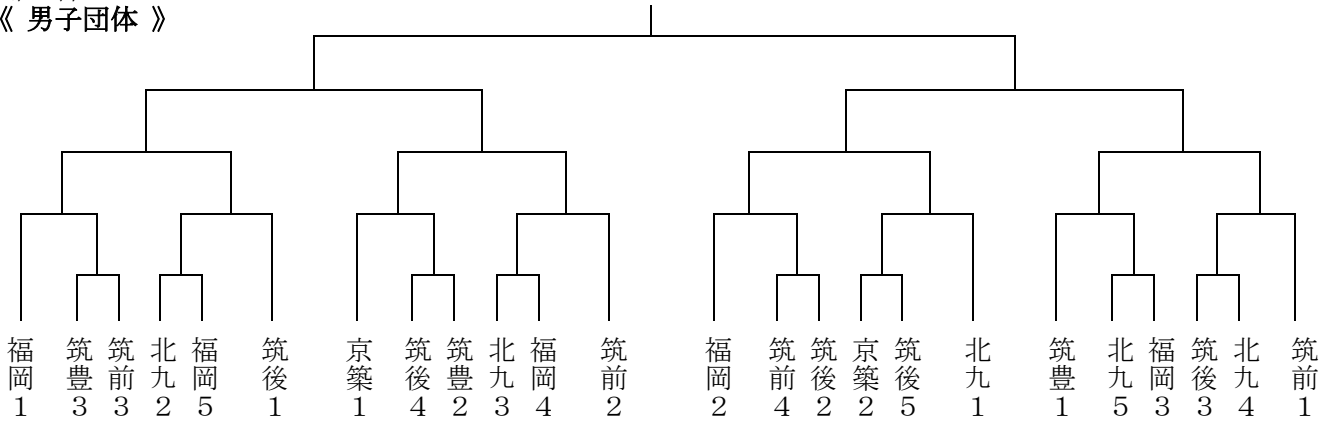 《 男子団体 》
福岡1
筑豊3
筑前3
北九2
福岡5
筑後1
京築1
筑後4
筑豊2
北九3
福岡4
筑前2
福岡2
筑前4
筑後2
京築2
筑後5
北九1
筑豊1
北九5
福岡3
筑後3
北九4
筑前1